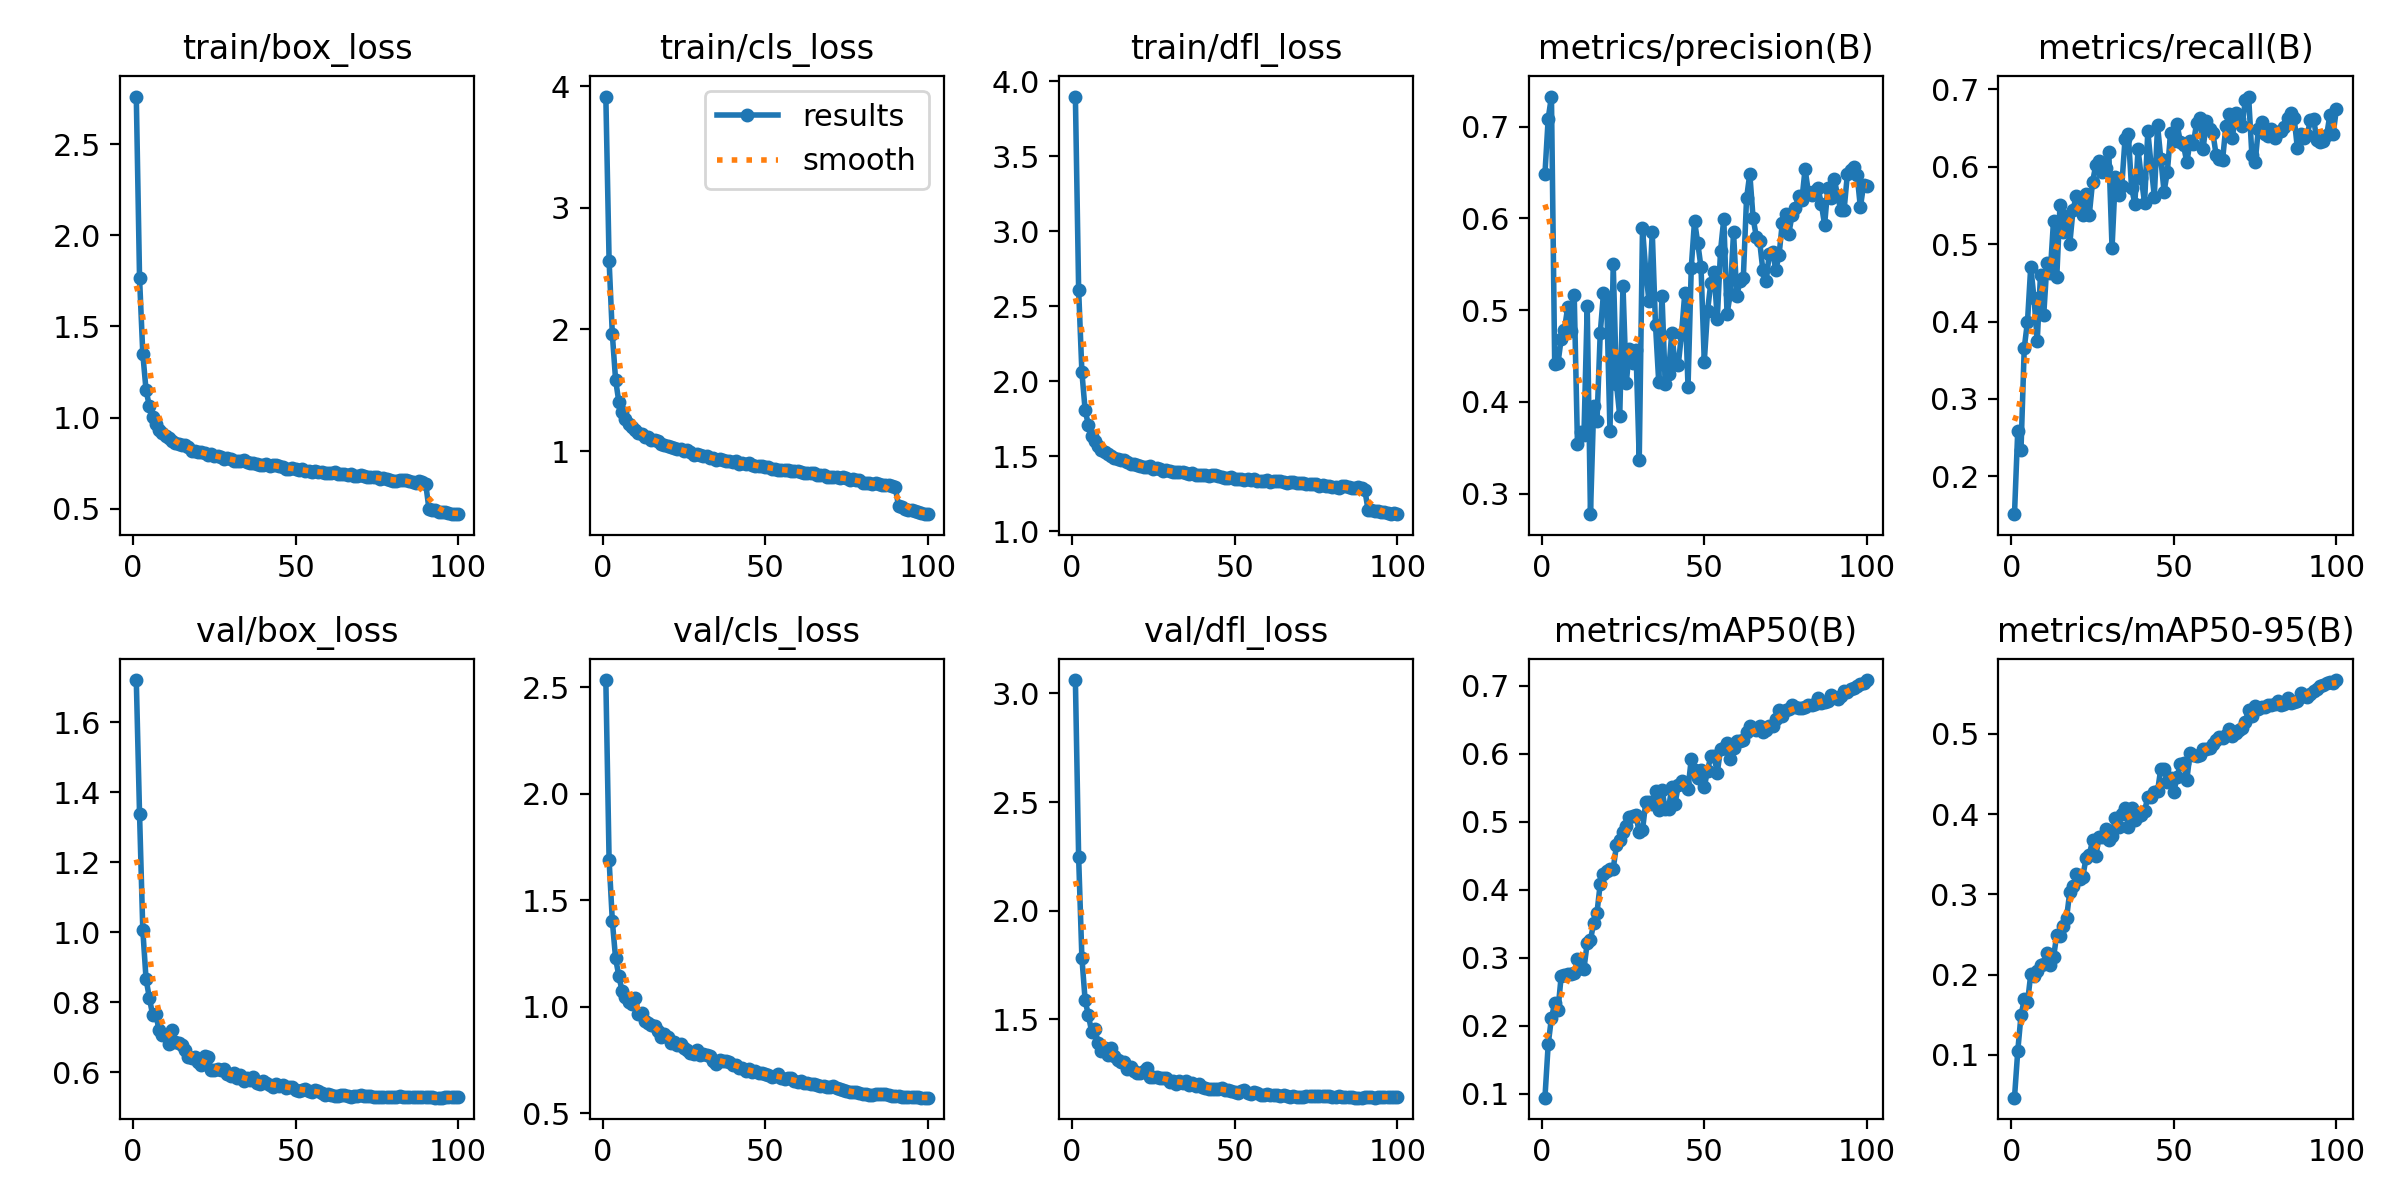 train/box_loss
2.5
2.0
1.5
1.0
0.5
0 50 100
train/cls_loss
results
smooth
4
3
2
1
0 50 100
train/dfl_loss
4.0
3.5
3.0
2.5
2.0
1.5
1.0
0 50 100
metrics/precision(B)
0.7
0.6
0.5
0.4
0.3
0 50 100
metrics/recall(B)
0.7
0.6
0.5
0.4
0.3
0.2
0 50 100
val/box_loss
1.6
1.4
1.2
1.0
0.8
0.6
0 50 100
val/cls_loss
2.5
2.0
1.5
1.0
0.5
0 50 100
val/dfl_loss
3.0
2.5
2.0
1.5
0 50 100
metrics/mAP50(B)
0.7
0.6
0.5
0.4
0.3
0.2
0.1
0 50 100
metrics/mAP50-95(B)
0.5
0.4
0.3
0.2
0.1
0 50 100